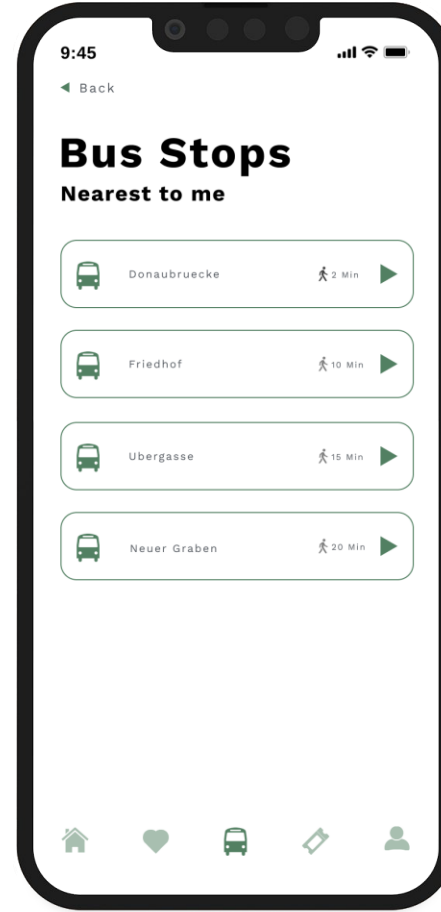 9:45
Back
Bus Stops
Nearest to me
Donaubruecke 2 Min
Friedhof 10 Min
Ubergasse 15 Min
Neuer Graben 20 Min